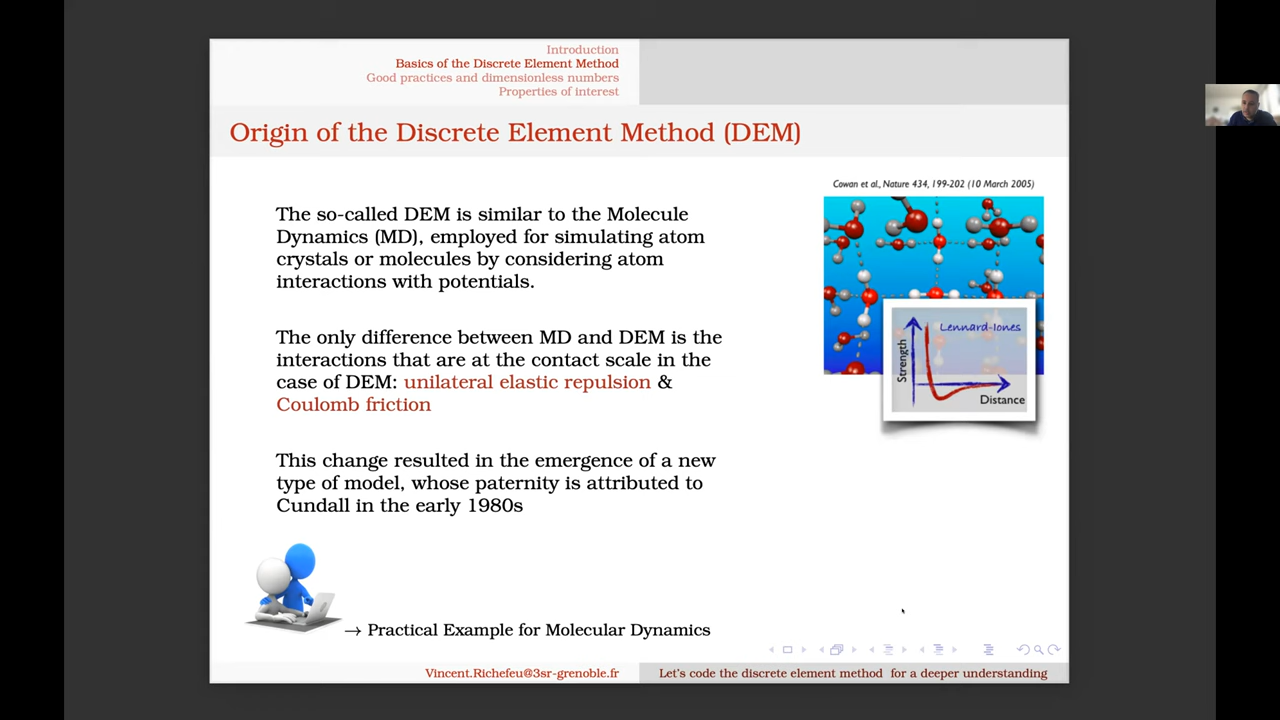 Introduction
Basics of the Discrete Element Method
Good practices and dimensionless numbers
Properties of interest
Origin of the Discrete Element Method (DEM)
Cowan et al., Nature 434, 199-202 (10 March 2005)
The so-called DEM is similar to the Molecule
Dynamics (MD), employed for simulating atom
crystals or molecules by considering atom
interactions with potentials.
The only difference between MD and DEM is the
interactions that are at the contact scale in the
case of DEM: unilateral elastic repulsion &
Coulomb friction
Lennard-Jones
Strength
Distance
This change resulted in the emergence of a new
type of model, whose paternity is attributed to
Cundall in the early 1980s
→ Practical Example for Molecular Dynamics
Vincent.Richefeu@3sr-grenoble.fr
Let's code the discrete element method for a deeper understanding